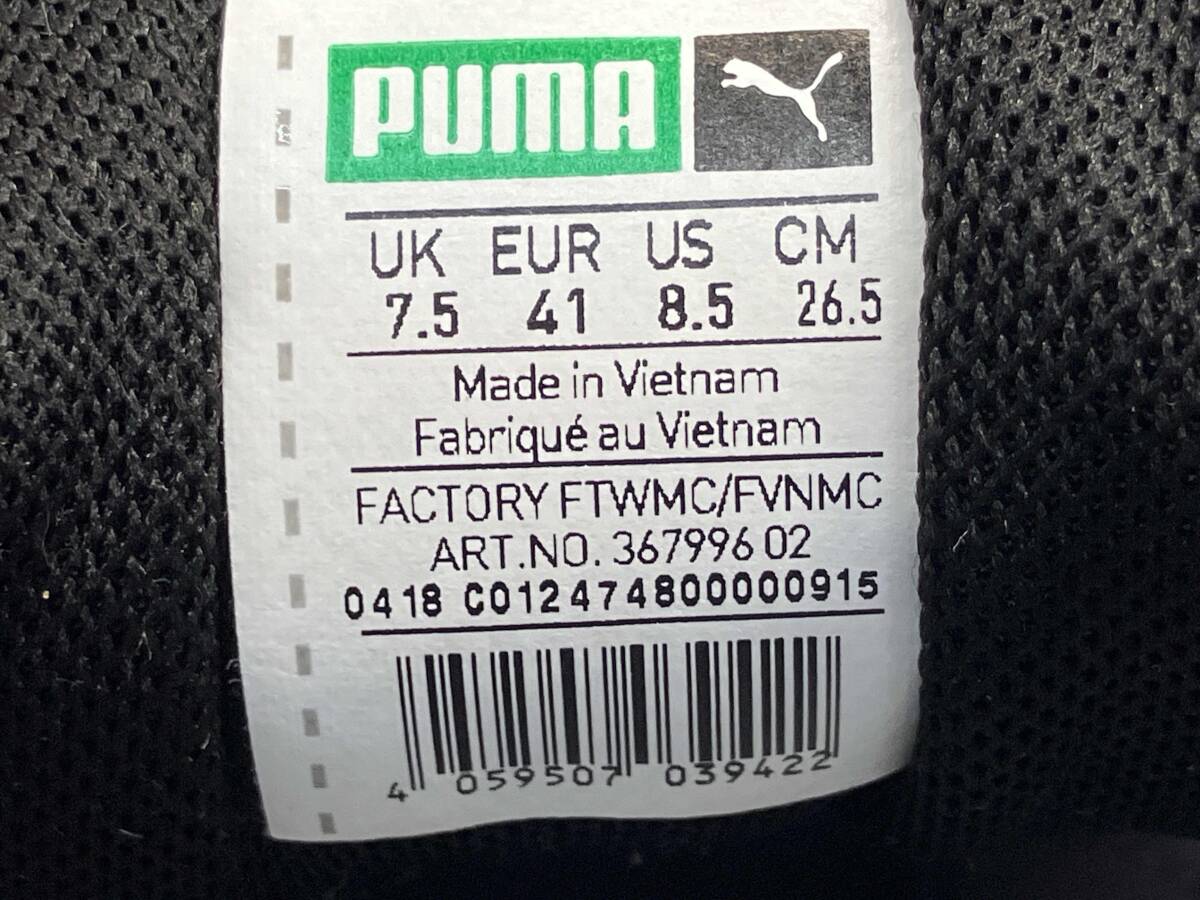 PUMA
UK EUR US CM
7.5 41 8.5 26.5
Made in Vietnam
Fabriqué au Vietnam
FACTORY FTWMC/FVNMC
ART.NO. 367996 02
0418 C012474800000915
4 059507 039422